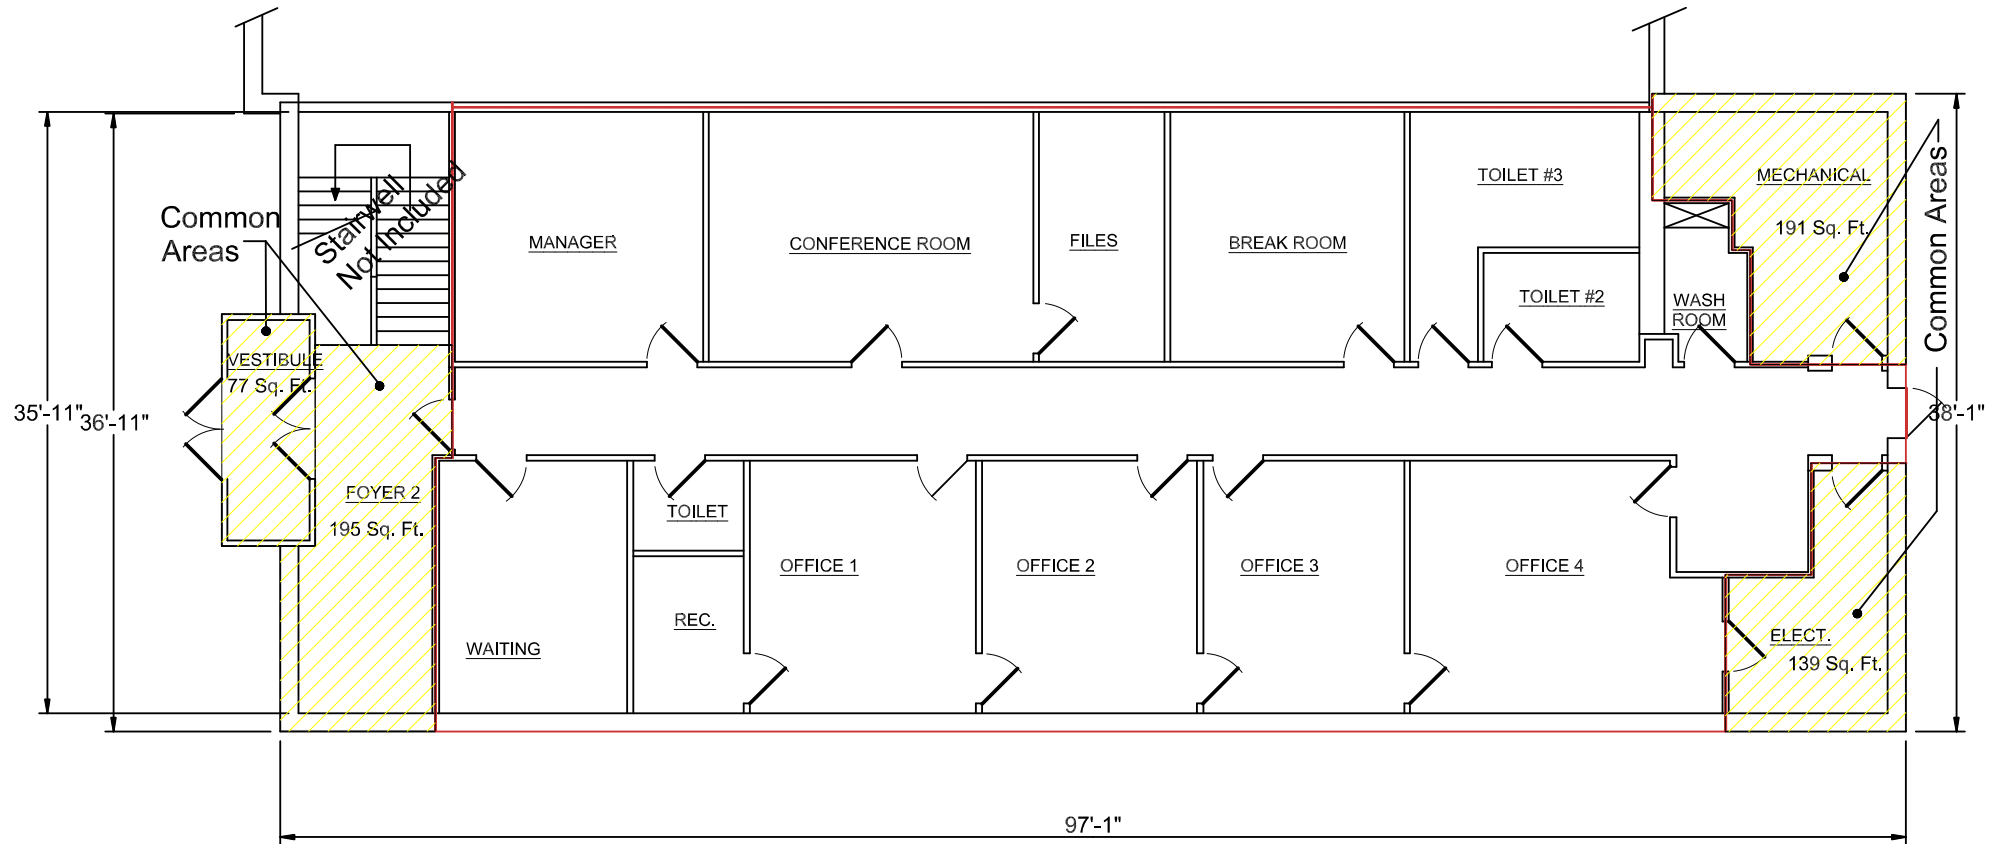 TOILET #3
MECHANICAL
Common Areas
191 Sq. Ft.
Stairwell
Not Included
Common
Areas
MANAGER
CONFERENCE ROOM
FILES
BREAK ROOM
TOILET #2
WASH
ROOM
VESTIBULE
77 Sq. Ft.
35'-11"
36'-11"
38'-1"
FOYER 2
195 Sq. Ft.
TOILET
OFFICE 1
OFFICE 2
OFFICE 3
OFFICE 4
REC.
WAITING
ELECT.
139 Sq. Ft.
97'-1"